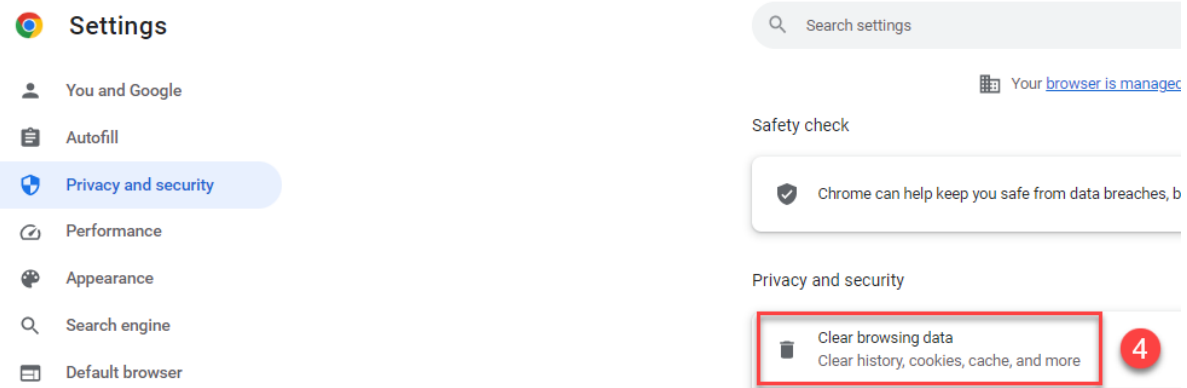 Settings
Search settings
You and Google
Your browser is managed
Autofill
Safety check
Privacy and security
Chrome can help keep you safe from data breaches, b
Performance
Appearance
Privacy and security
Search engine
Clear browsing data
4
Clear history, cookies, cache, and more
Default browser